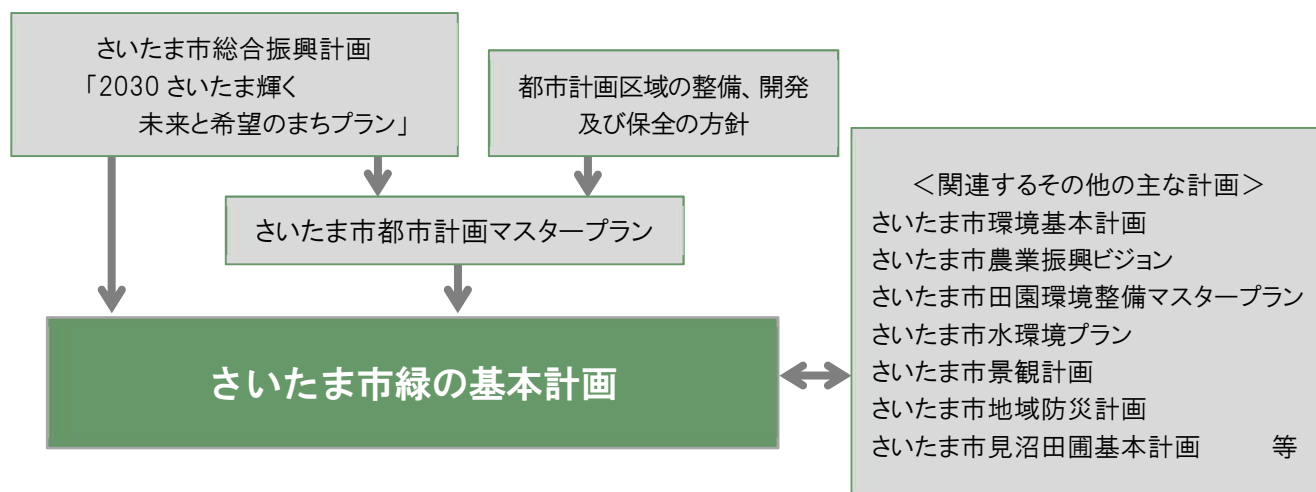 さいたま市総合振興計画
「2030さいたま輝く
未来と希望のまちプラン」
都市計画区域の整備、開発
及び保全の方針
さいたま市都市計画マスタープラン
さいたま市緑の基本計画
＜関連するその他の主な計画＞
さいたま市環境基本計画
さいたま市農業振興ビジョン
さいたま市田園環境整備マスタープラン
さいたま市水環境プラン
さいたま市景観計画
さいたま市地域防災計画
さいたま市見沼田圃基本計画　　等